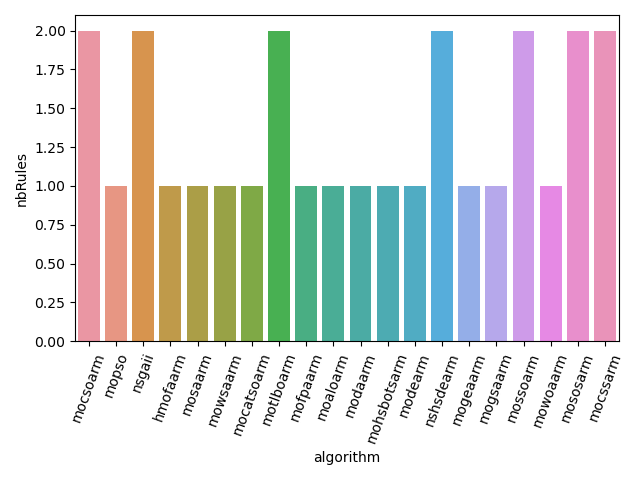 2.00
1.75
1.50
1.25
1.00
0.75
0.50
0.25
0.00
nbRules
mocsoarm
mopso
nsgaii
hmofaarm
mosaarm
mowsaarm
mocatsoarm
motlboarm
mofpaarm
moaloarm
modaarm
mohsbotsarm
modearm
nshsdearm
mogeaarm
mogsaarm
mossoarm
mowoaarm
mososarm
mocssarm
algorithm